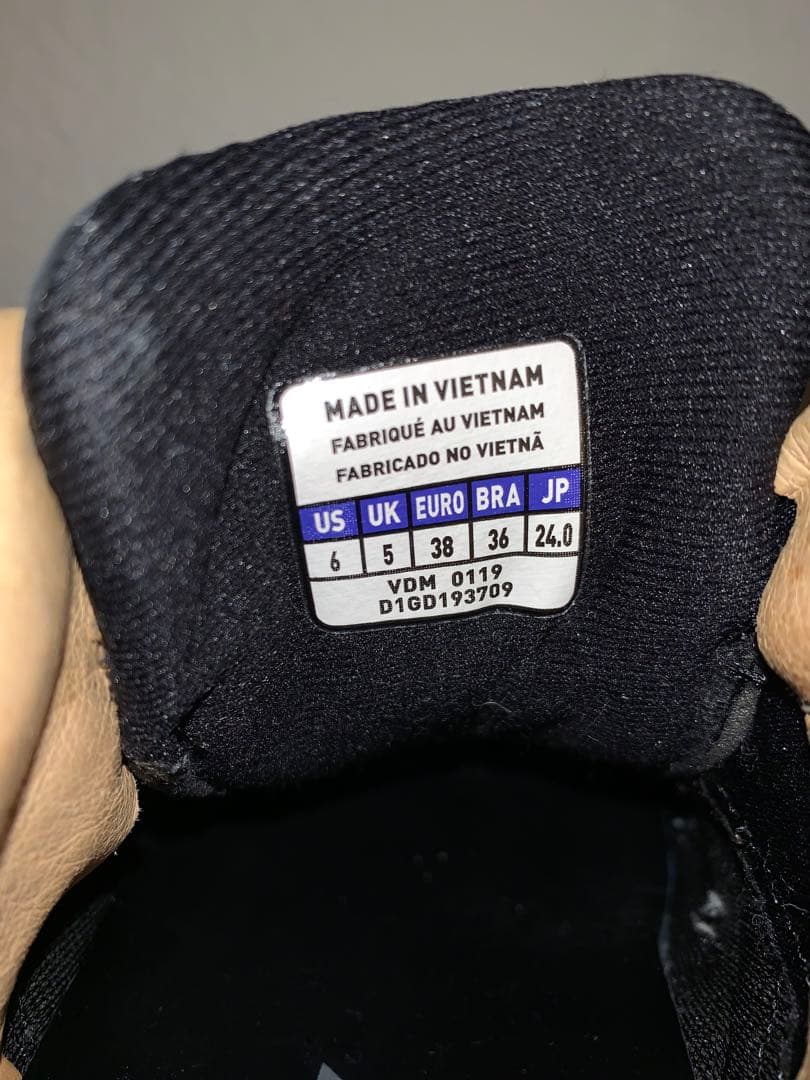 MADE IN VIETNAM
FABRIQUÉ AU VIETNAM
FABRICADO NO VIETNÃ
US UK EURO BRA JP
6 5 38 36 24.0
VDM 0119
D1GD193709